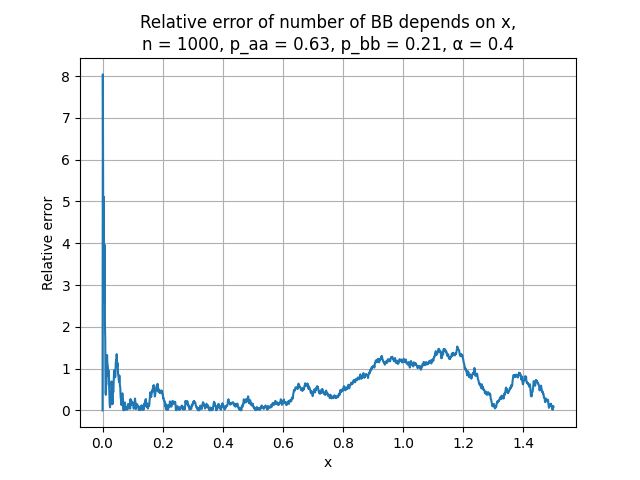 Relative error of number of BB depends on x,
n = 1000, p_aa = 0.63, p_bb = 0.21, α = 0.4
8
7
6
5
4
3
2
1
0
Relative error
0.0 0.2 0.4 0.6 0.8 1.0 1.2 1.4
x